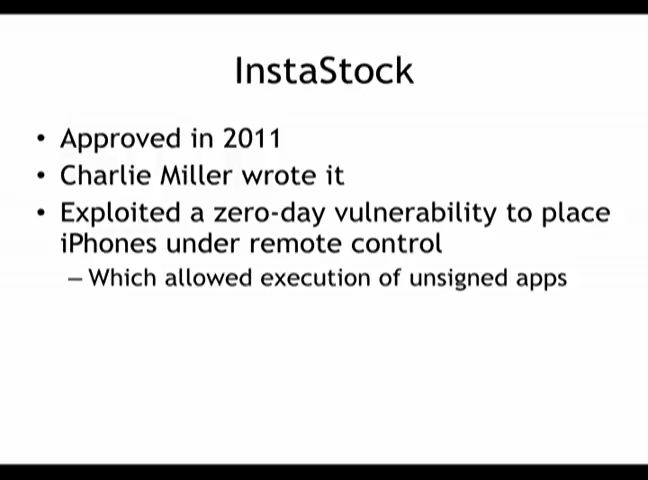 InstaStock
• Approved in 2011
• Charlie Miller wrote it
• Exploited a zero-day vulnerability to place
iPhones under remote control
– Which allowed execution of unsigned apps